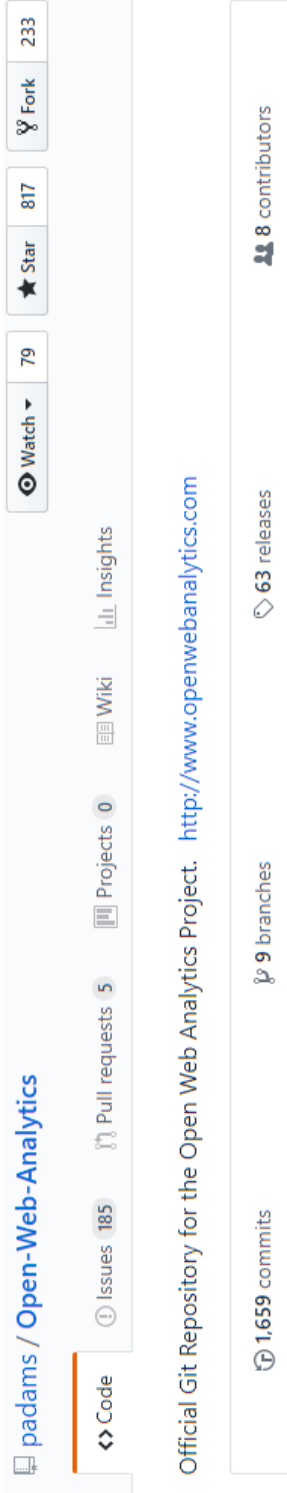 padams / Open-Web-Analytics
Watch 79 Star 817 Fork 233
Code Issues 185 Pull requests 5 Projects 0 Wiki Insights
Official Git Repository for the Open Web Analytics Project. http://www.openwebanalytics.com
1,659 commits 9 branches 63 releases 8 contributors